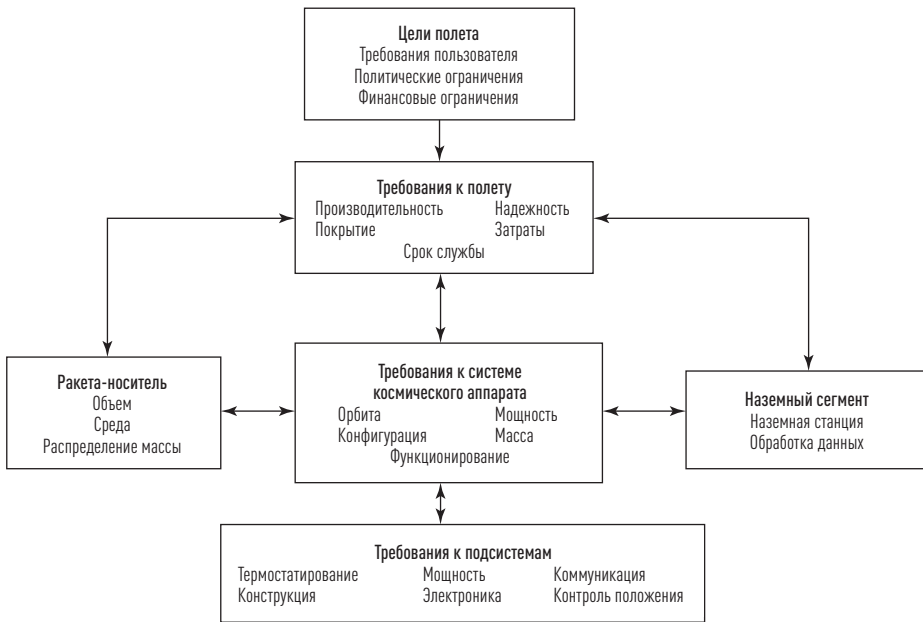 Цели полета
Требования пользователя
Политические ограничения
Финансовые ограничения
Требования к полету
Производительность Надежность
Покрытие Затраты
Срок службы
Ракета-носитель
Объем
Среда
Распределение массы
Требования к системе
космического аппарата
Орбита Мощность
Конфигурация Масса
Функционирование
Наземный сегмент
Наземная станция
Обработка данных
Требования к подсистемам
Термостатирование Мощность Коммуникация
Конструкция Электроника Контроль положения